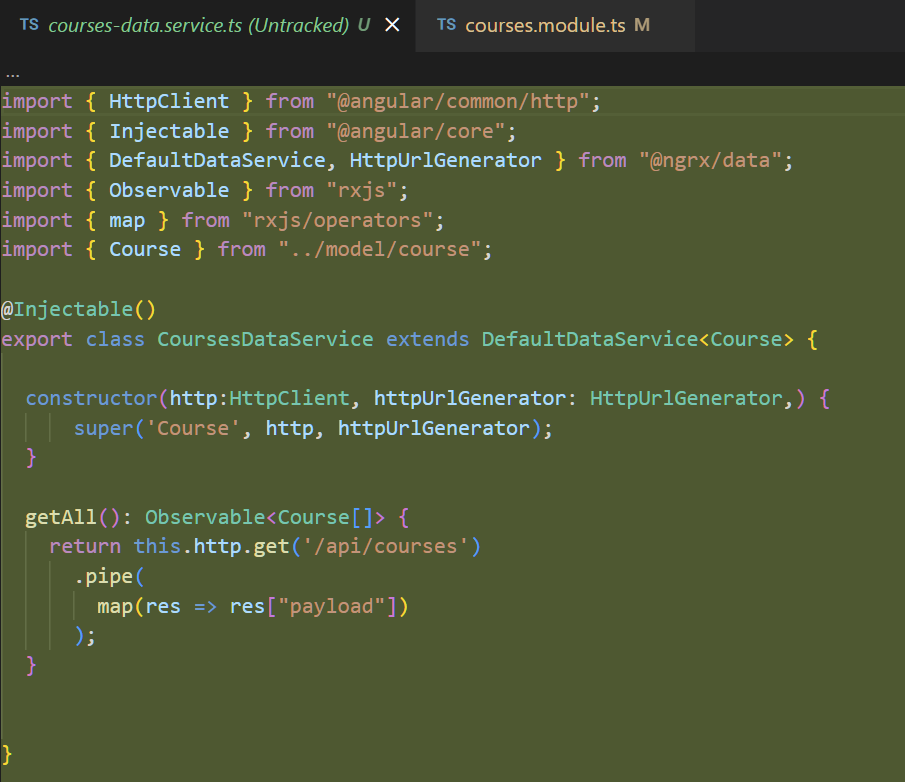 TS courses-data.service.ts (Untracked) U × TS courses.module.ts M
...
import { HttpClient } from "@angular/common/http";
import { Injectable } from "@angular/core";
import { DefaultDataService, HttpUrlGenerator } from "@ngrx/data";
import { Observable } from "rxjs";
import { map } from "rxjs/operators";
import { Course } from "../model/course";

@Injectable()
export class CoursesDataService extends DefaultDataService<Course> {

  constructor(http:HttpClient, httpUrlGenerator: HttpUrlGenerator,) {
      super('Course', http, httpUrlGenerator);
  }

  getAll(): Observable<Course[]> {
    return this.http.get('/api/courses')
      .pipe(
        map(res => res["payload"])
      );
  }

}